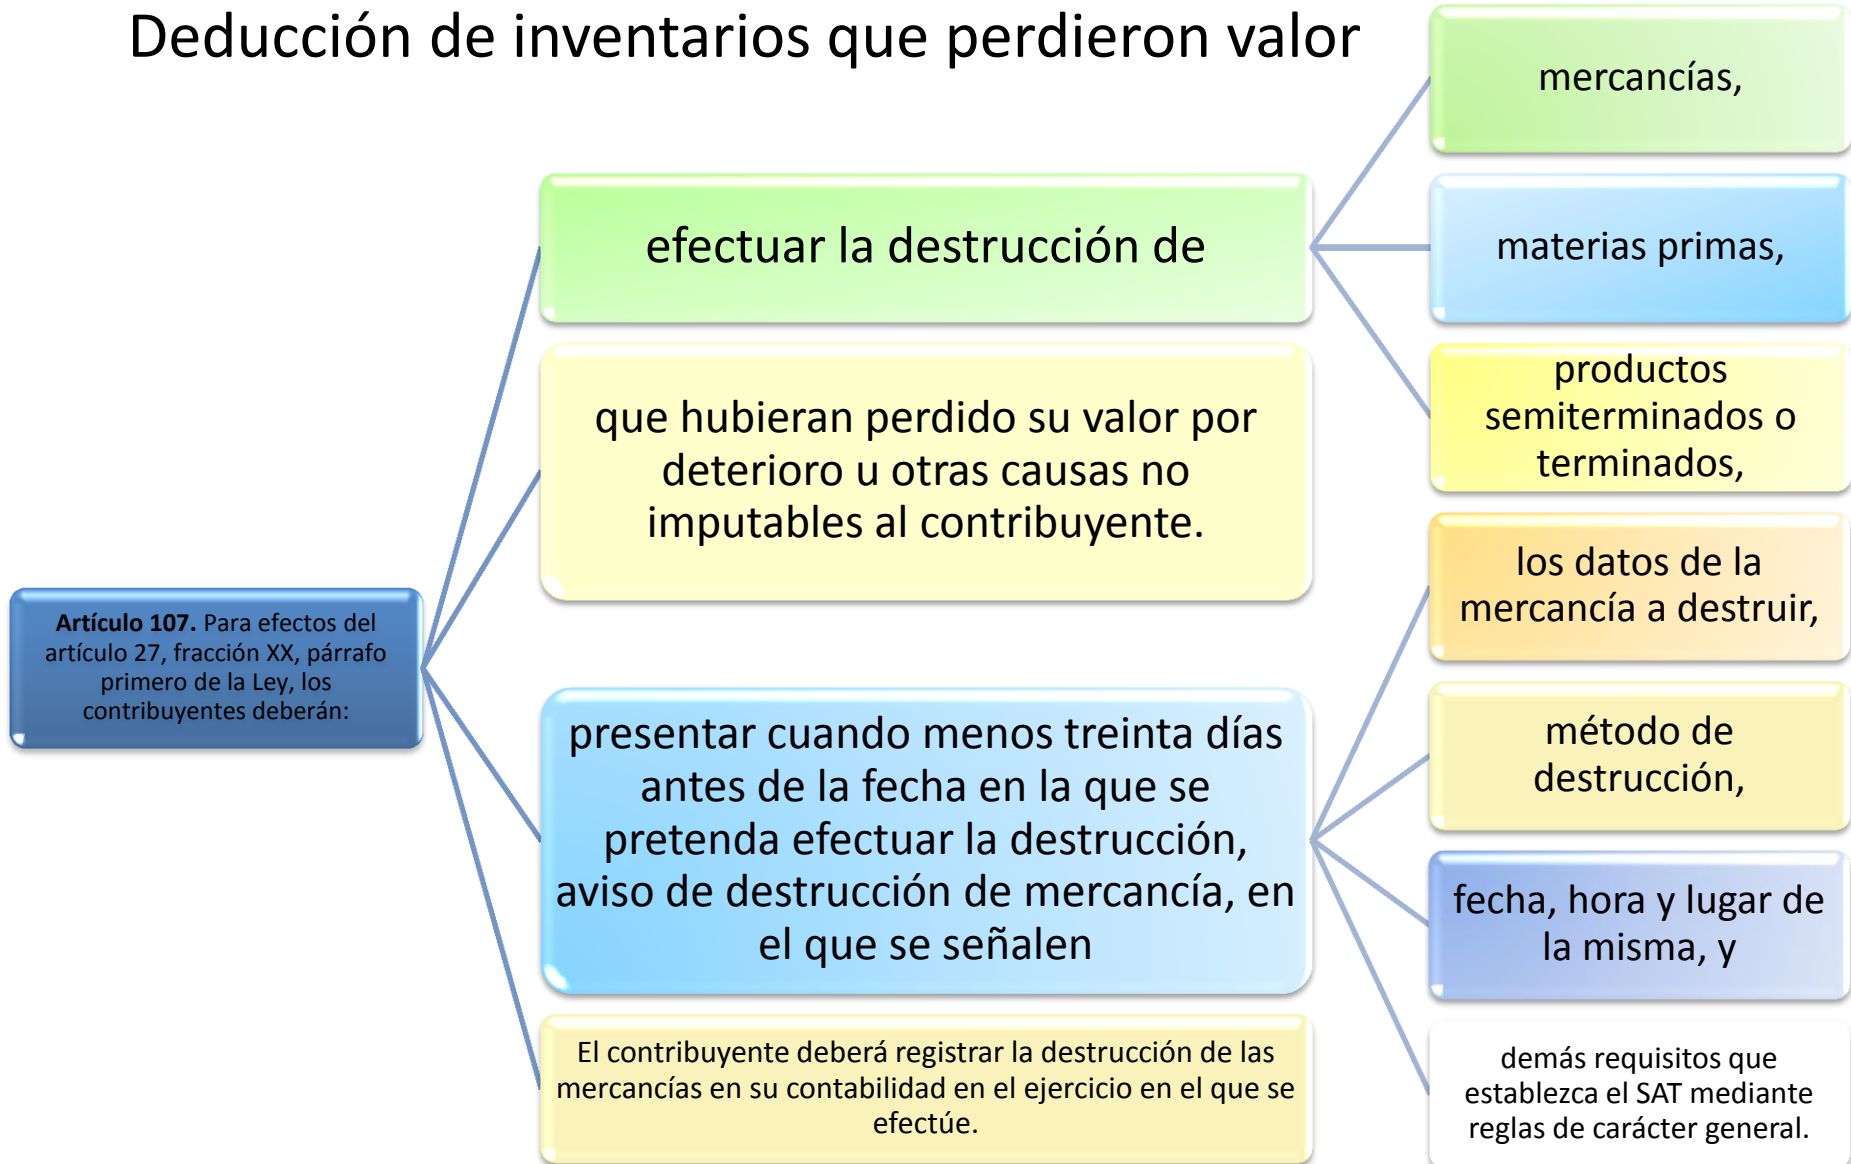 Deducción de inventarios que perdieron valor
Artículo 107. Para efectos del
artículo 27, fracción XX, párrafo
primero de la Ley, los
contribuyentes deberán:
efectuar la destrucción de
mercancías,
materias primas,
productos
semiterminados o
terminados,
que hubieran perdido su valor por
deterioro u otras causas no
imputables al contribuyente.
presentar cuando menos treinta días
antes de la fecha en la que se
pretenda efectuar la destrucción,
aviso de destrucción de mercancía, en
el que se señalen
los datos de la
mercancía a destruir,
método de
destrucción,
fecha, hora y lugar de
la misma, y
demás requisitos que
establezca el SAT mediante
reglas de carácter general.
El contribuyente deberá registrar la destrucción de las
mercancías en su contabilidad en el ejercicio en el que se
efectúe.